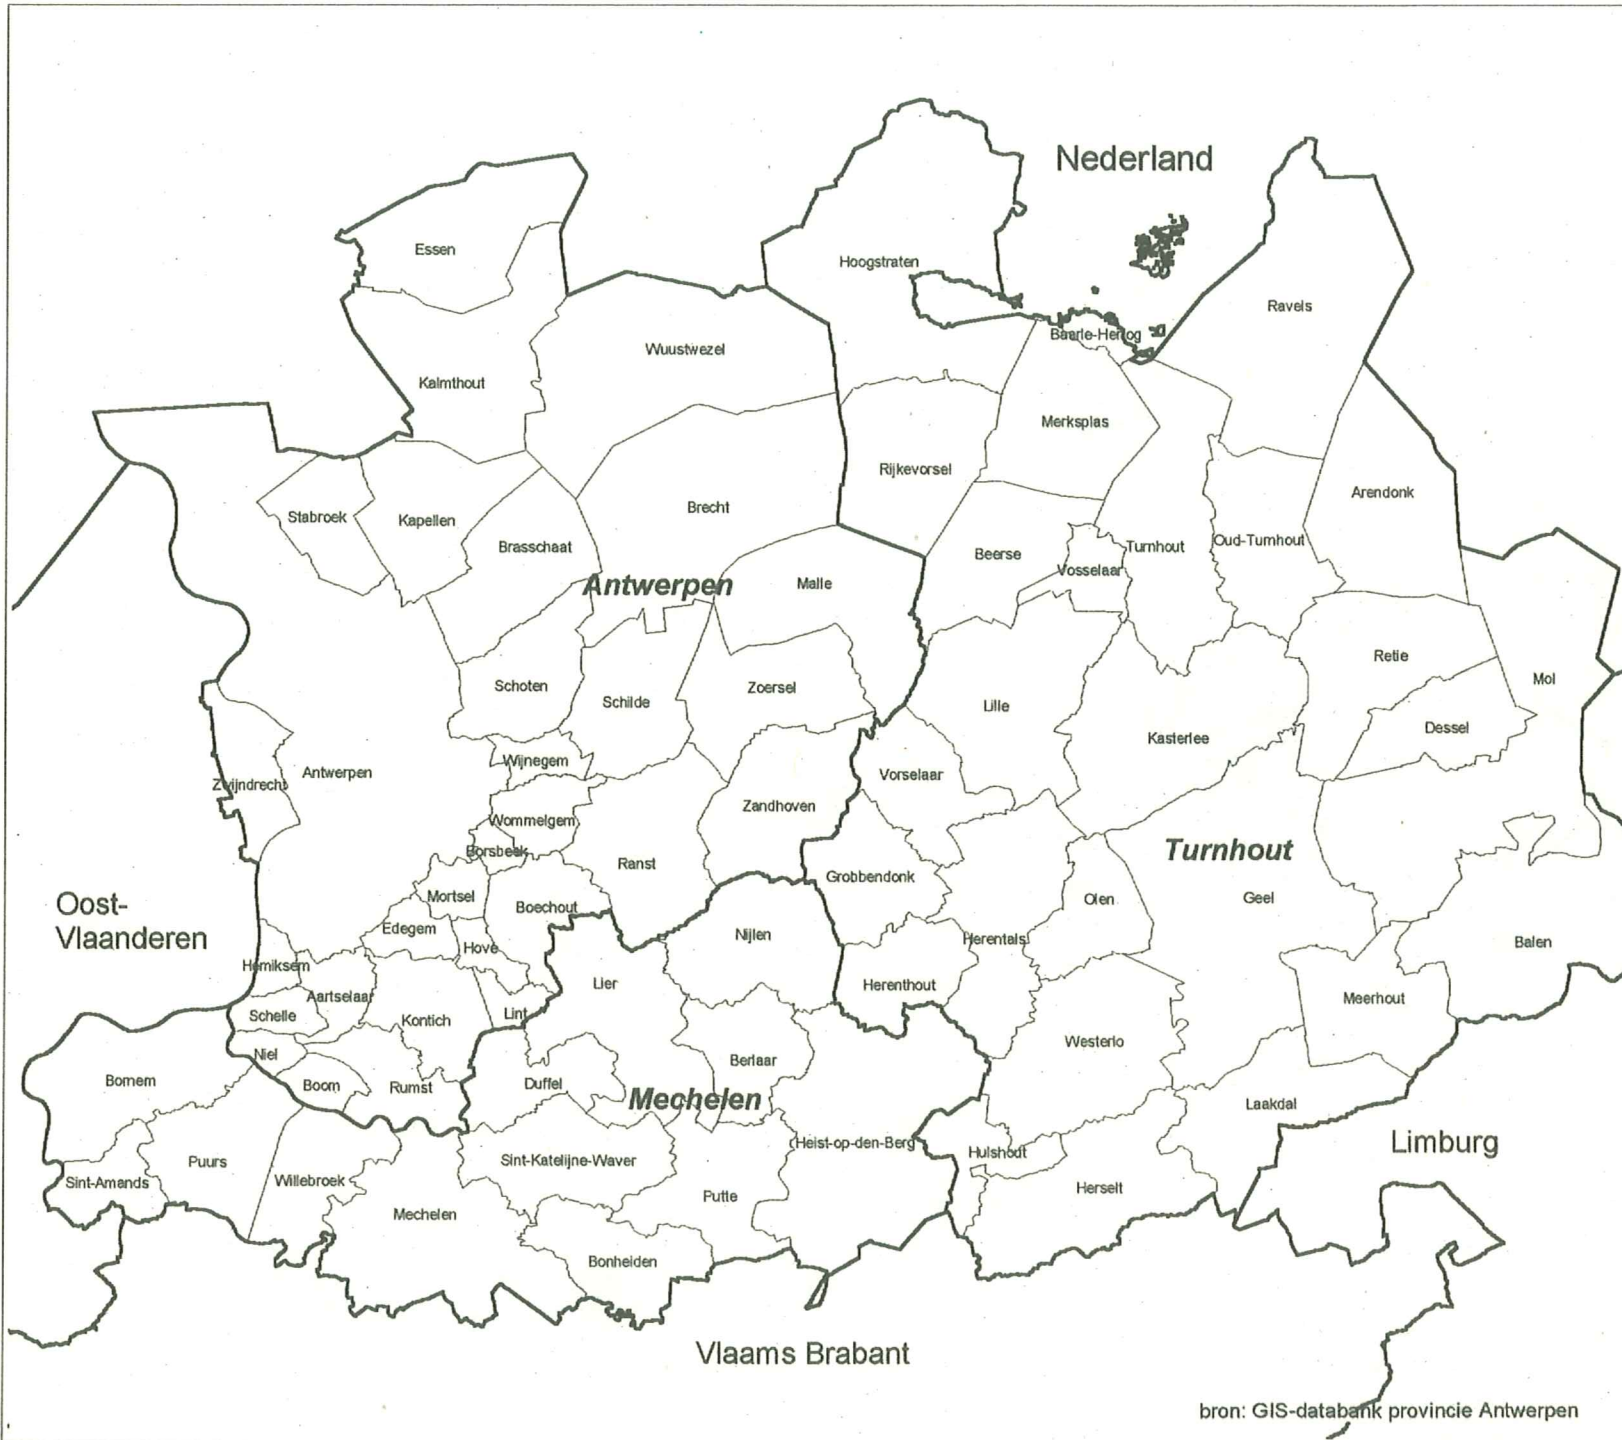 Nederland
Essen
Hoogstraten
Ravels
Baarle-Hertog
Wuustwezel
Kalmthout
Merksplas
Rijkevorsel
Arendonk
Brecht
Stabroek
Kapellen
Brasschaat
Beerse
Turnhout
Oud-Turnhout
Vosselaar
Antwerpen
Malle
Retie
Mol
Schoten
Zoersel
Schilde
Lille
Dessel
Kasterlee
Wijnegem
Antwerpen
Vorselaar
Zwijndrecht
Zandhoven
Wommelgem
Borsbeek
Turnhout
Ranst
Grobbendonk
Mortsel
Olen
Geel
Oost-
Vlaanderen
Boechout
Edegem
Nijlen
Herentals
Balen
Hove
Hemiksem
Lier
Herenthout
Aartselaar
Meerhout
Schelle
Lint
Kontich
Westerlo
Niel
Berlaar
Bornem
Boom
Rumst
Duffel
Mechelen
Laakdal
Heist-op-den-Berg
Limburg
Hulshout
Puurs
Sint-Katelijne-Waver
Sint-Amands
Willebroek
Herselt
Putte
Mechelen
Bonheiden
Vlaams Brabant
bron: GIS-databank provincie Antwerpen